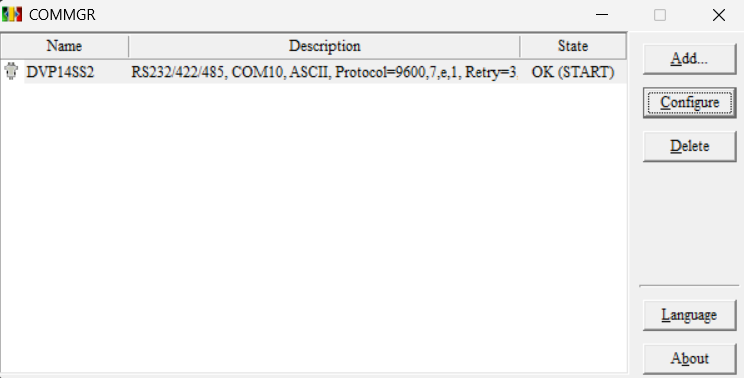 COMMGR
Name Description State
DVP14SS2 RS232/422/485, COM10, ASCII, Protocol=9600,7,e,1, Retry=3, OK (START)
Add...
Configure
Delete
Language
About